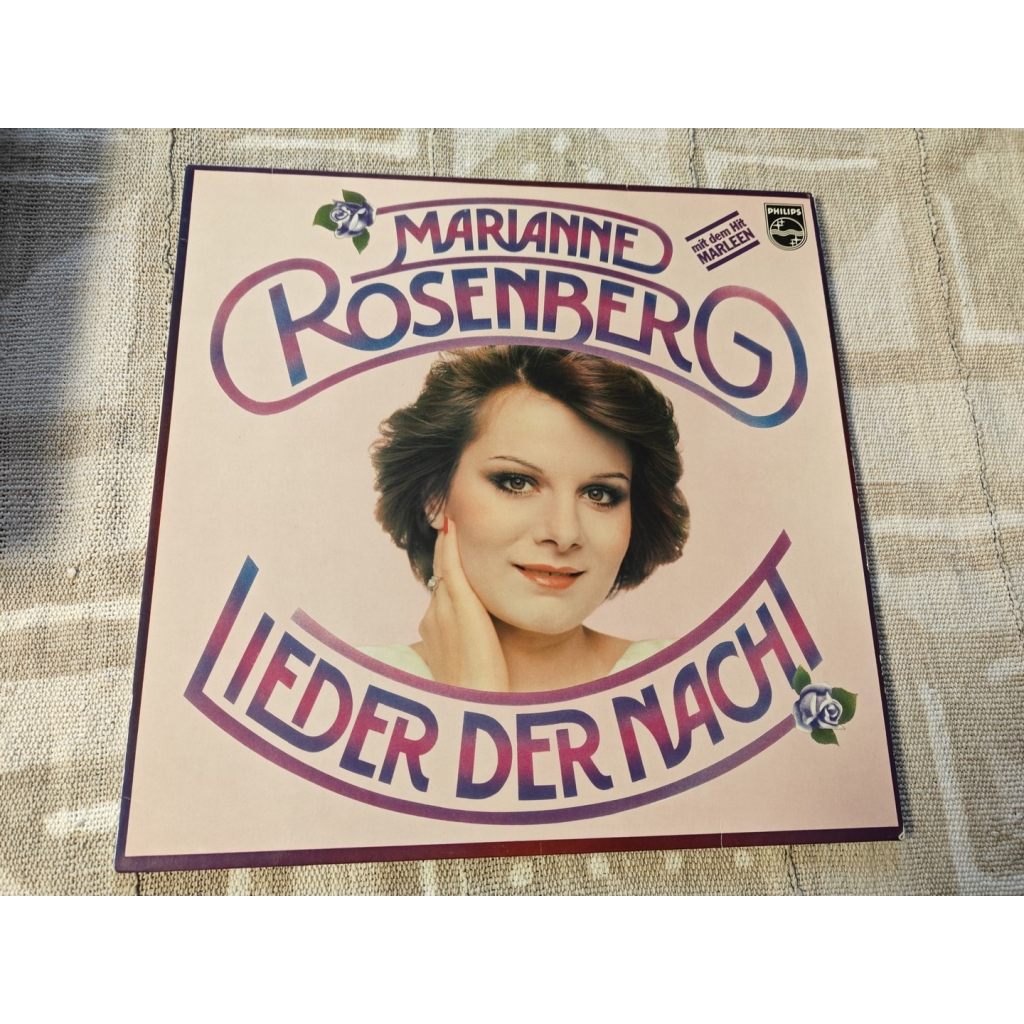 MARIANNE
ROSENBERG
mit dem Hit
MARLEEN
PHILIPS
LIEDER DER NACHT